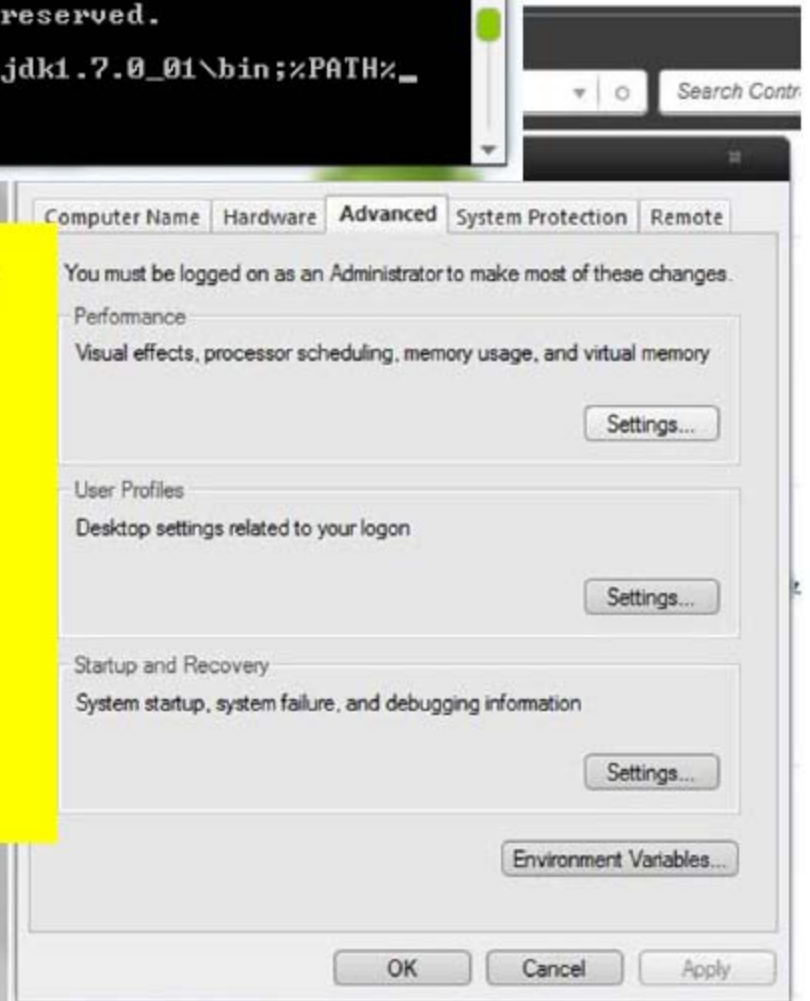 reserved.
jdk1.7.0_01\bin;%PATH%_
Search Contr
Computer Name Hardware Advanced System Protection Remote
You must be logged on as an Administrator to make most of these changes.
Performance
Visual effects, processor scheduling, memory usage, and virtual memory
Settings...
User Profiles
Desktop settings related to your logon
Settings...
Startup and Recovery
System startup, system failure, and debugging information
Settings...
Environment Variables...
OK Cancel Apply